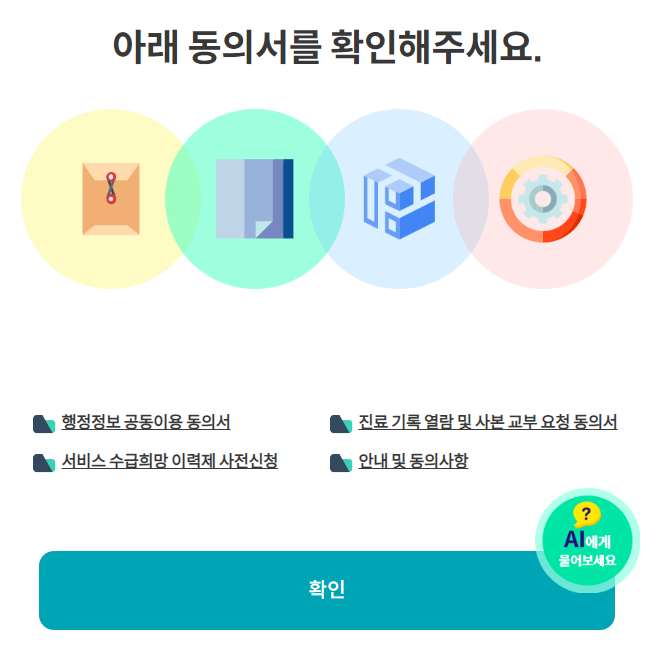 아래 동의서를 확인해주세요.
행정정보 공동이용 동의서
진료 기록 열람 및 사본 교부 요청 동의서
서비스 수급희망 이력제 사전신청
안내 및 동의사항
?
AI에게
물어보세요
확인